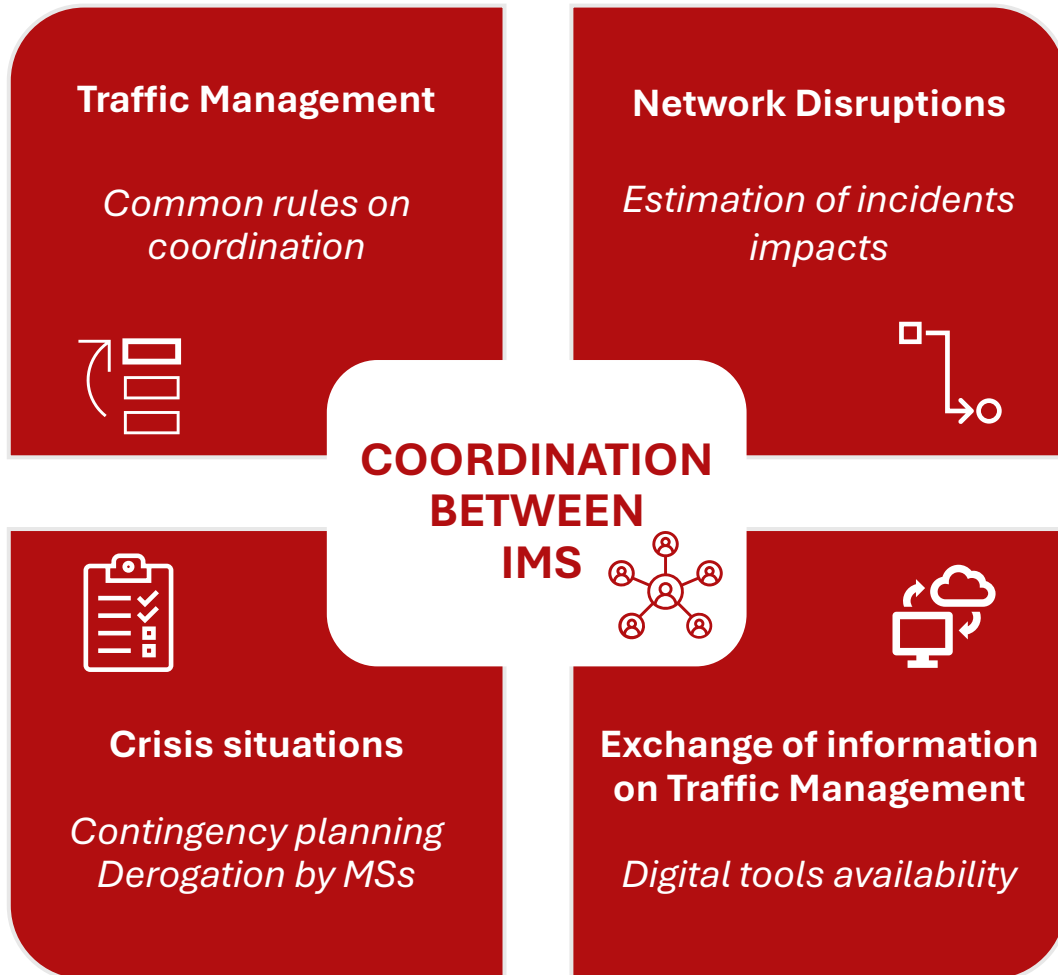 Traffic Management
Common rules on
coordination
Network Disruptions
Estimation of incidents
impacts
COORDINATION
BETWEEN
IMS
Crisis situations
Contingency planning
Derogation by MSs
Exchange of information
on Traffic Management
Digital tools availability